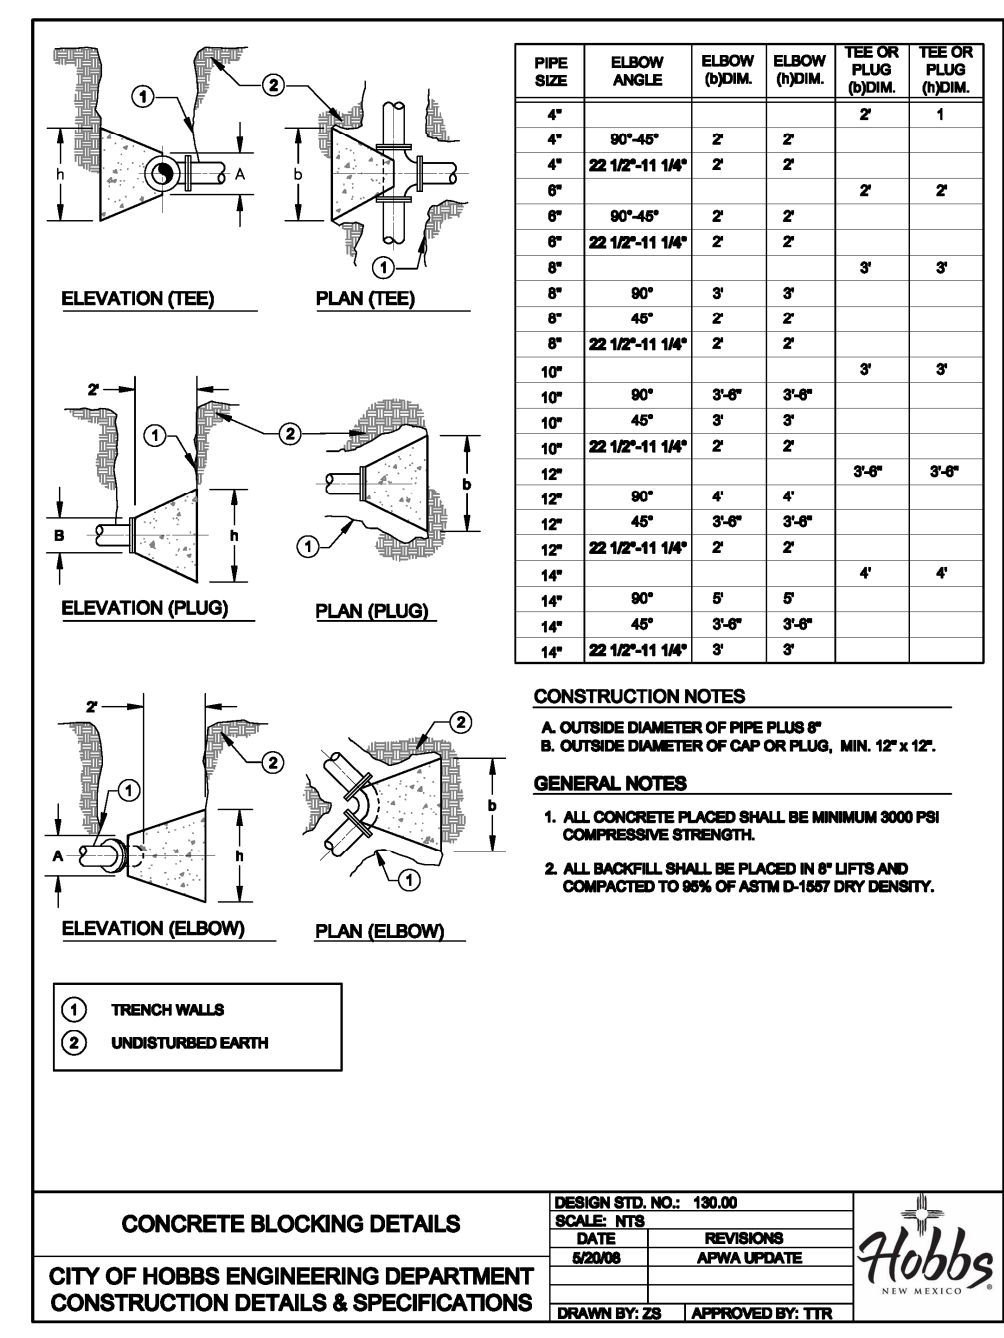 1
2
h
A
b
1
ELEVATION (TEE)
PLAN (TEE)
2'
1
2
B
h
b
1
ELEVATION (PLUG)
PLAN (PLUG)
2'
2
2
1
A
h
b
1
ELEVATION (ELBOW)
PLAN (ELBOW)
1 TRENCH WALLS
2 UNDISTURBED EARTH
PIPE SIZE ELBOW ANGLE ELBOW (b)DIM. ELBOW (h)DIM. TEE OR PLUG (b)DIM. TEE OR PLUG (h)DIM.
4" 2' 1
4" 90°-45° 2' 2'
4" 22 1/2°-11 1/4° 2' 2'
6" 2' 2'
6" 90°-45° 2' 2'
6" 22 1/2°-11 1/4° 2' 2'
8" 3' 3'
8" 90° 3' 3'
8" 45° 2' 2'
8" 22 1/2°-11 1/4° 2' 2'
10" 3' 3'
10" 90° 3'-6" 3'-6"
10" 45° 3' 3'
10" 22 1/2°-11 1/4° 2' 2'
12" 3'-6" 3'-6"
12" 90° 4' 4'
12" 45° 3'-6" 3'-6"
12" 22 1/2°-11 1/4° 2' 2'
14" 4' 4'
14" 90° 5' 5'
14" 45° 3'-6" 3'-6"
14" 22 1/2°-11 1/4° 3' 3'
CONSTRUCTION NOTES
A. OUTSIDE DIAMETER OF PIPE PLUS 8"
B. OUTSIDE DIAMETER OF CAP OR PLUG, MIN. 12" x 12".
GENERAL NOTES
1. ALL CONCRETE PLACED SHALL BE MINIMUM 3000 PSI
COMPRESSIVE STRENGTH.
2. ALL BACKFILL SHALL BE PLACED IN 8" LIFTS AND
COMPACTED TO 95% OF ASTM D-1557 DRY DENSITY.
CONCRETE BLOCKING DETAILS
CITY OF HOBBS ENGINEERING DEPARTMENT
CONSTRUCTION DETAILS & SPECIFICATIONS
DESIGN STD. NO.: 130.00
SCALE: NTS
DATE REVISIONS
5/20/08 APWA UPDATE
DRAWN BY: ZS APPROVED BY: TTR
Hobbs®
NEW MEXICO